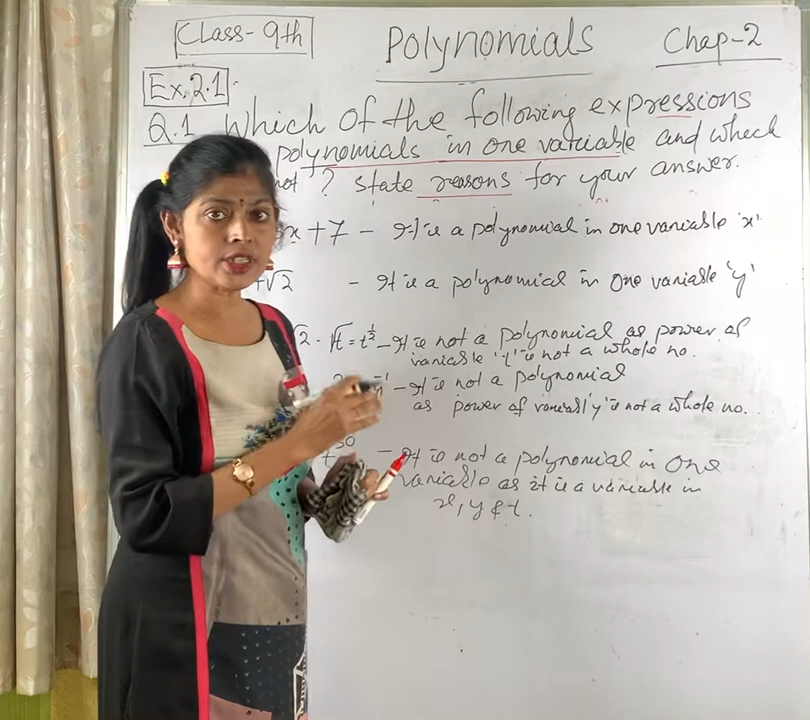 Class-9th
Polynomials
Chap-2
Ex.2.1
Q.1 Which of the following expressions
polynomials in one variable and which
not ? state reasons for your answer.
x + 7 - It is a polynomial in one variable 'x'
+√2 - It is a polynomial in one variable 'y'
√2 · √t = t^½ - It is not a polynomial as power of
variable 't' is not a whole no.
y⁻¹ - It is not a polynomial
as power of variable 'y' is not a whole no.
t⁵⁰ - It is not a polynomial in one
variable as it is a variable in
x, y & t.